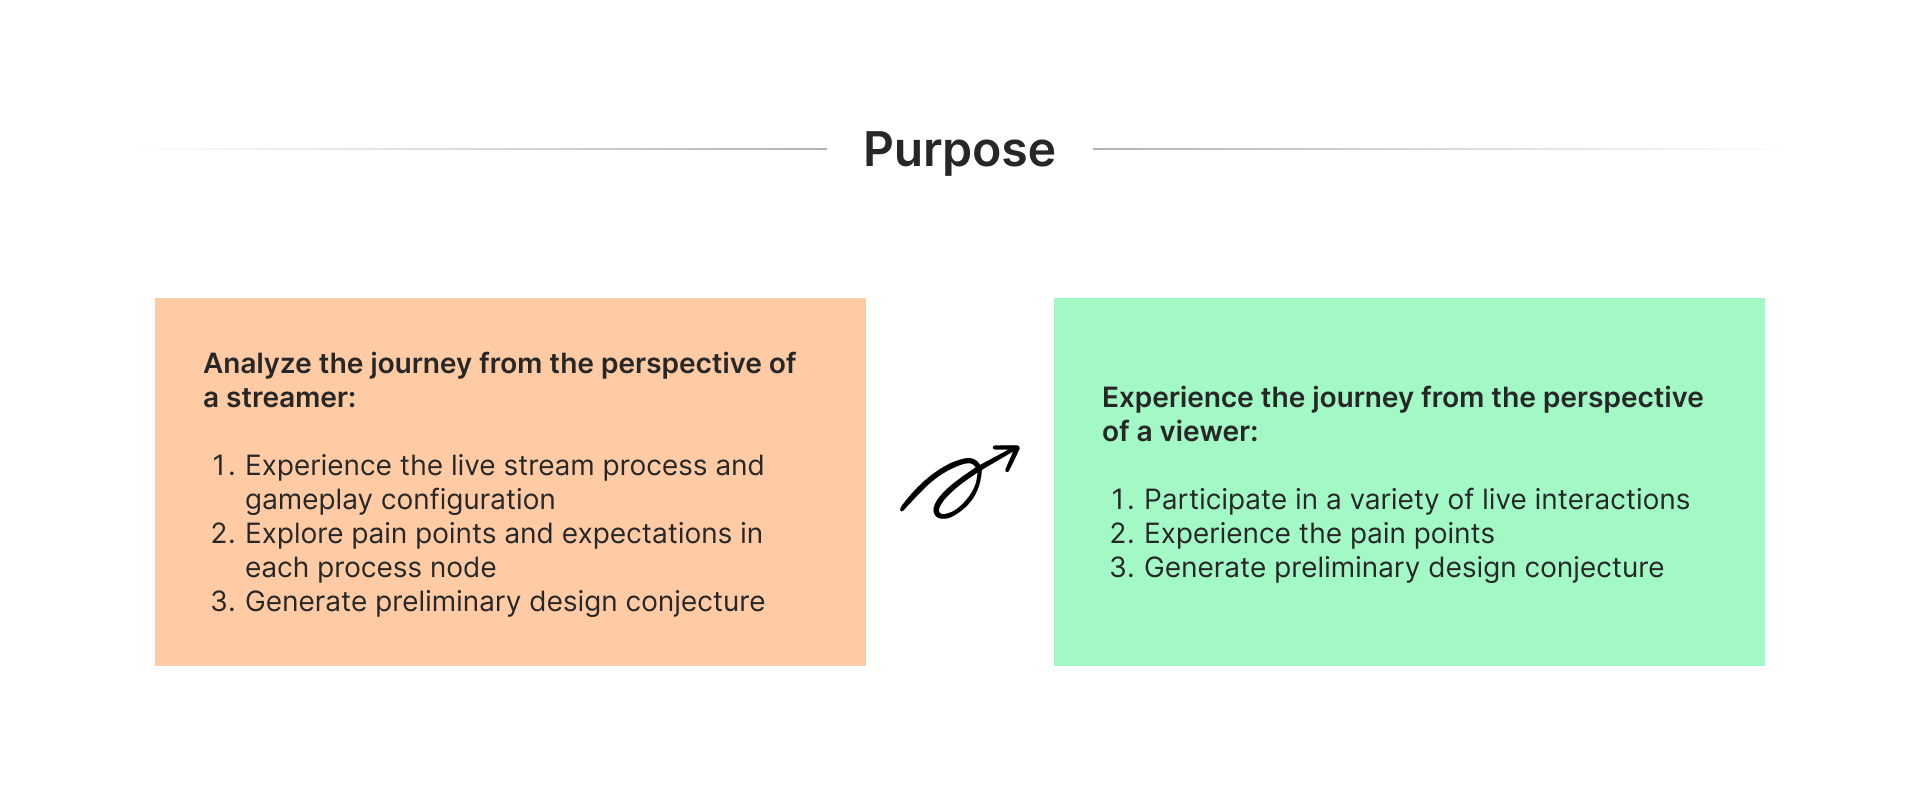 Purpose
Analyze the journey from the perspective of
a streamer:
1. Experience the live stream process and
gameplay configuration
2. Explore pain points and expectations in
each process node
3. Generate preliminary design conjecture
Experience the journey from the perspective
of a viewer:
1. Participate in a variety of live interactions
2. Experience the pain points
3. Generate preliminary design conjecture